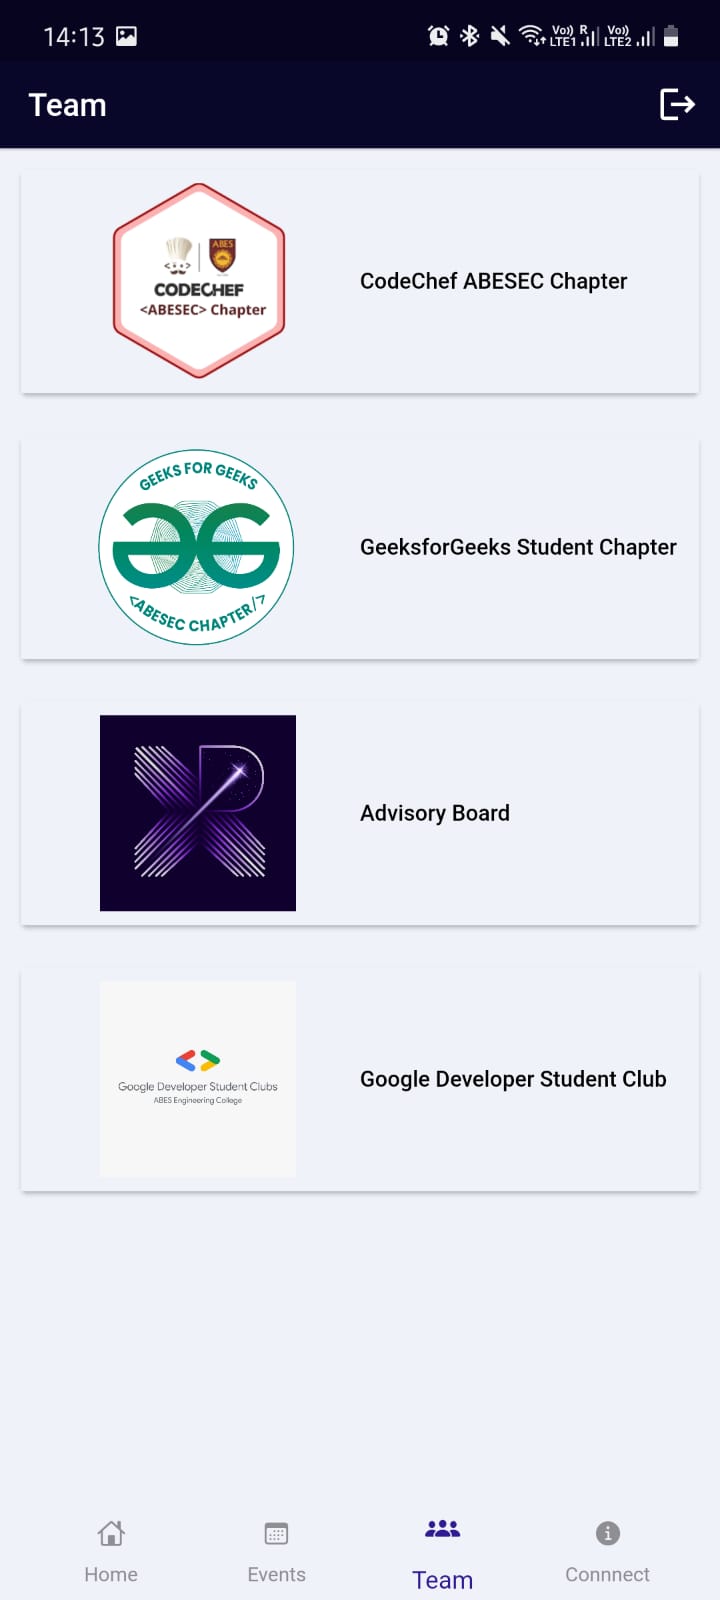 14:13
Vo)) R
LTE1
Vo))
LTE2
Team
ABES
CODECHEF
<ABESEC> Chapter
CodeChef ABESEC Chapter
GEEKS FOR GEEKS
<ABESEC CHAPTER/>
GeeksforGeeks Student Chapter
Advisory Board
Google Developer Student Clubs
ABES Engineering College
Google Developer Student Club
Home
Events
Team
Connnect